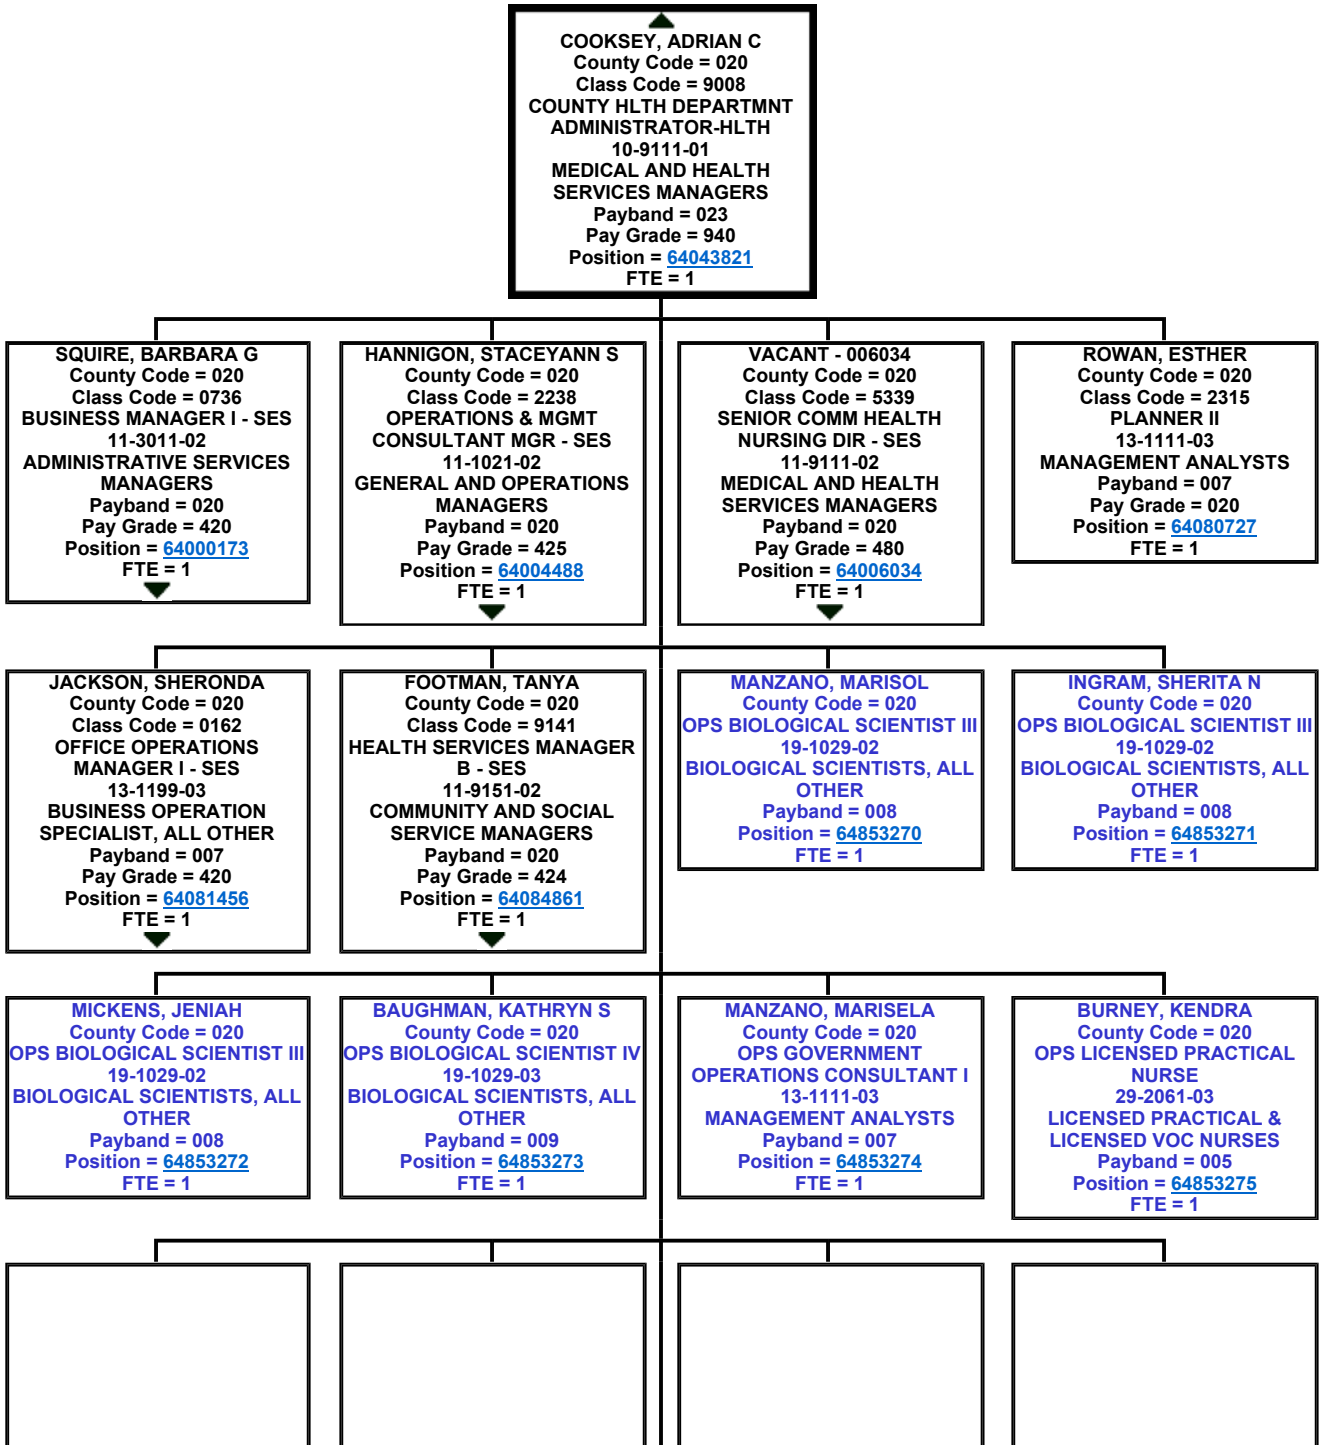 COOKSEY, ADRIAN C
County Code = 020
Class Code = 9008
COUNTY HLTH DEPARTMNT
ADMINISTRATOR-HLTH
10-9111-01
MEDICAL AND HEALTH
SERVICES MANAGERS
Payband = 023
Pay Grade = 940
Position = 64043821
FTE = 1
SQUIRE, BARBARA G
County Code = 020
Class Code = 0736
BUSINESS MANAGER I - SES
11-3011-02
ADMINISTRATIVE SERVICES
MANAGERS
Payband = 020
Pay Grade = 420
Position = 64000173
FTE = 1
HANNIGON, STACEYANN S
County Code = 020
Class Code = 2238
OPERATIONS & MGMT
CONSULTANT MGR - SES
11-1021-02
GENERAL AND OPERATIONS
MANAGERS
Payband = 020
Pay Grade = 425
Position = 64004488
FTE = 1
VACANT - 006034
County Code = 020
Class Code = 5339
SENIOR COMM HEALTH
NURSING DIR - SES
11-9111-02
MEDICAL AND HEALTH
SERVICES MANAGERS
Payband = 020
Pay Grade = 480
Position = 64006034
FTE = 1
ROWAN, ESTHER
County Code = 020
Class Code = 2315
PLANNER II
13-1111-03
MANAGEMENT ANALYSTS
Payband = 007
Pay Grade = 020
Position = 64080727
FTE = 1
JACKSON, SHERONDA
County Code = 020
Class Code = 0162
OFFICE OPERATIONS
MANAGER I - SES
13-1199-03
BUSINESS OPERATION
SPECIALIST, ALL OTHER
Payband = 007
Pay Grade = 420
Position = 64081456
FTE = 1
FOOTMAN, TANYA
County Code = 020
Class Code = 9141
HEALTH SERVICES MANAGER
B - SES
11-9151-02
COMMUNITY AND SOCIAL
SERVICE MANAGERS
Payband = 020
Pay Grade = 424
Position = 64084861
FTE = 1
MANZANO, MARISOL
County Code = 020
OPS BIOLOGICAL SCIENTIST III
19-1029-02
BIOLOGICAL SCIENTISTS, ALL
OTHER
Payband = 008
Position = 64853270
FTE = 1
INGRAM, SHERITA N
County Code = 020
OPS BIOLOGICAL SCIENTIST III
19-1029-02
BIOLOGICAL SCIENTISTS, ALL
OTHER
Payband = 008
Position = 64853271
FTE = 1
MICKENS, JENIAH
County Code = 020
OPS BIOLOGICAL SCIENTIST III
19-1029-02
BIOLOGICAL SCIENTISTS, ALL
OTHER
Payband = 008
Position = 64853272
FTE = 1
BAUGHMAN, KATHRYN S
County Code = 020
OPS BIOLOGICAL SCIENTIST IV
19-1029-03
BIOLOGICAL SCIENTISTS, ALL
OTHER
Payband = 009
Position = 64853273
FTE = 1
MANZANO, MARISELA
County Code = 020
OPS GOVERNMENT
OPERATIONS CONSULTANT I
13-1111-03
MANAGEMENT ANALYSTS
Payband = 007
Position = 64853274
FTE = 1
BURNEY, KENDRA
County Code = 020
OPS LICENSED PRACTICAL
NURSE
29-2061-03
LICENSED PRACTICAL &
LICENSED VOC NURSES
Payband = 005
Position = 64853275
FTE = 1